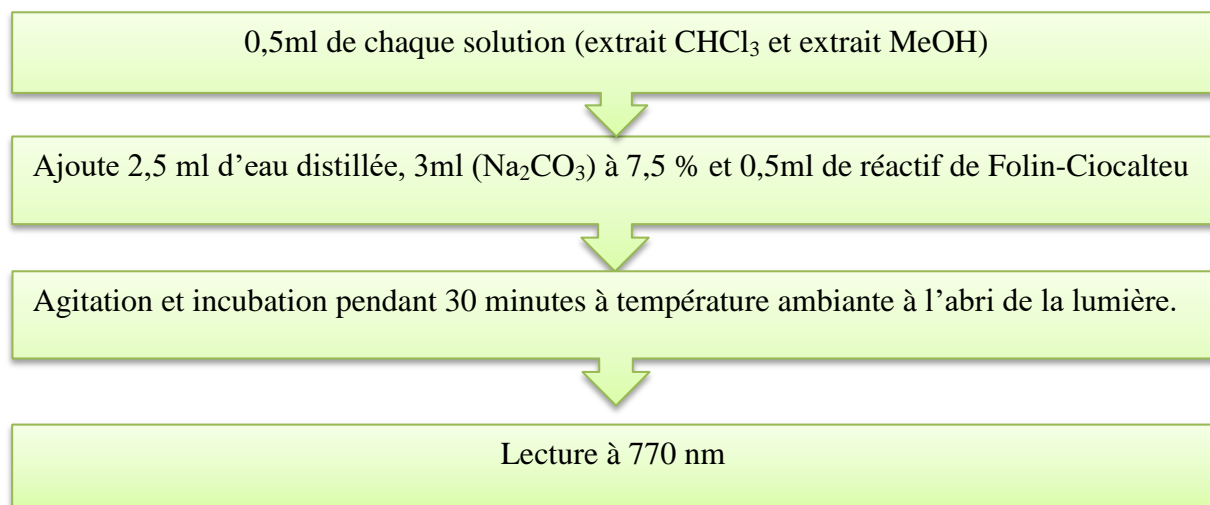 0,5ml de chaque solution (extrait CHCl₃ et extrait MeOH)
Ajoute 2,5 ml d’eau distillée, 3ml (Na₂CO₃) à 7,5 % et 0,5ml de réactif de Folin-Ciocalteu
Agitation et incubation pendant 30 minutes à température ambiante à l’abri de la lumière.
Lecture à 770 nm